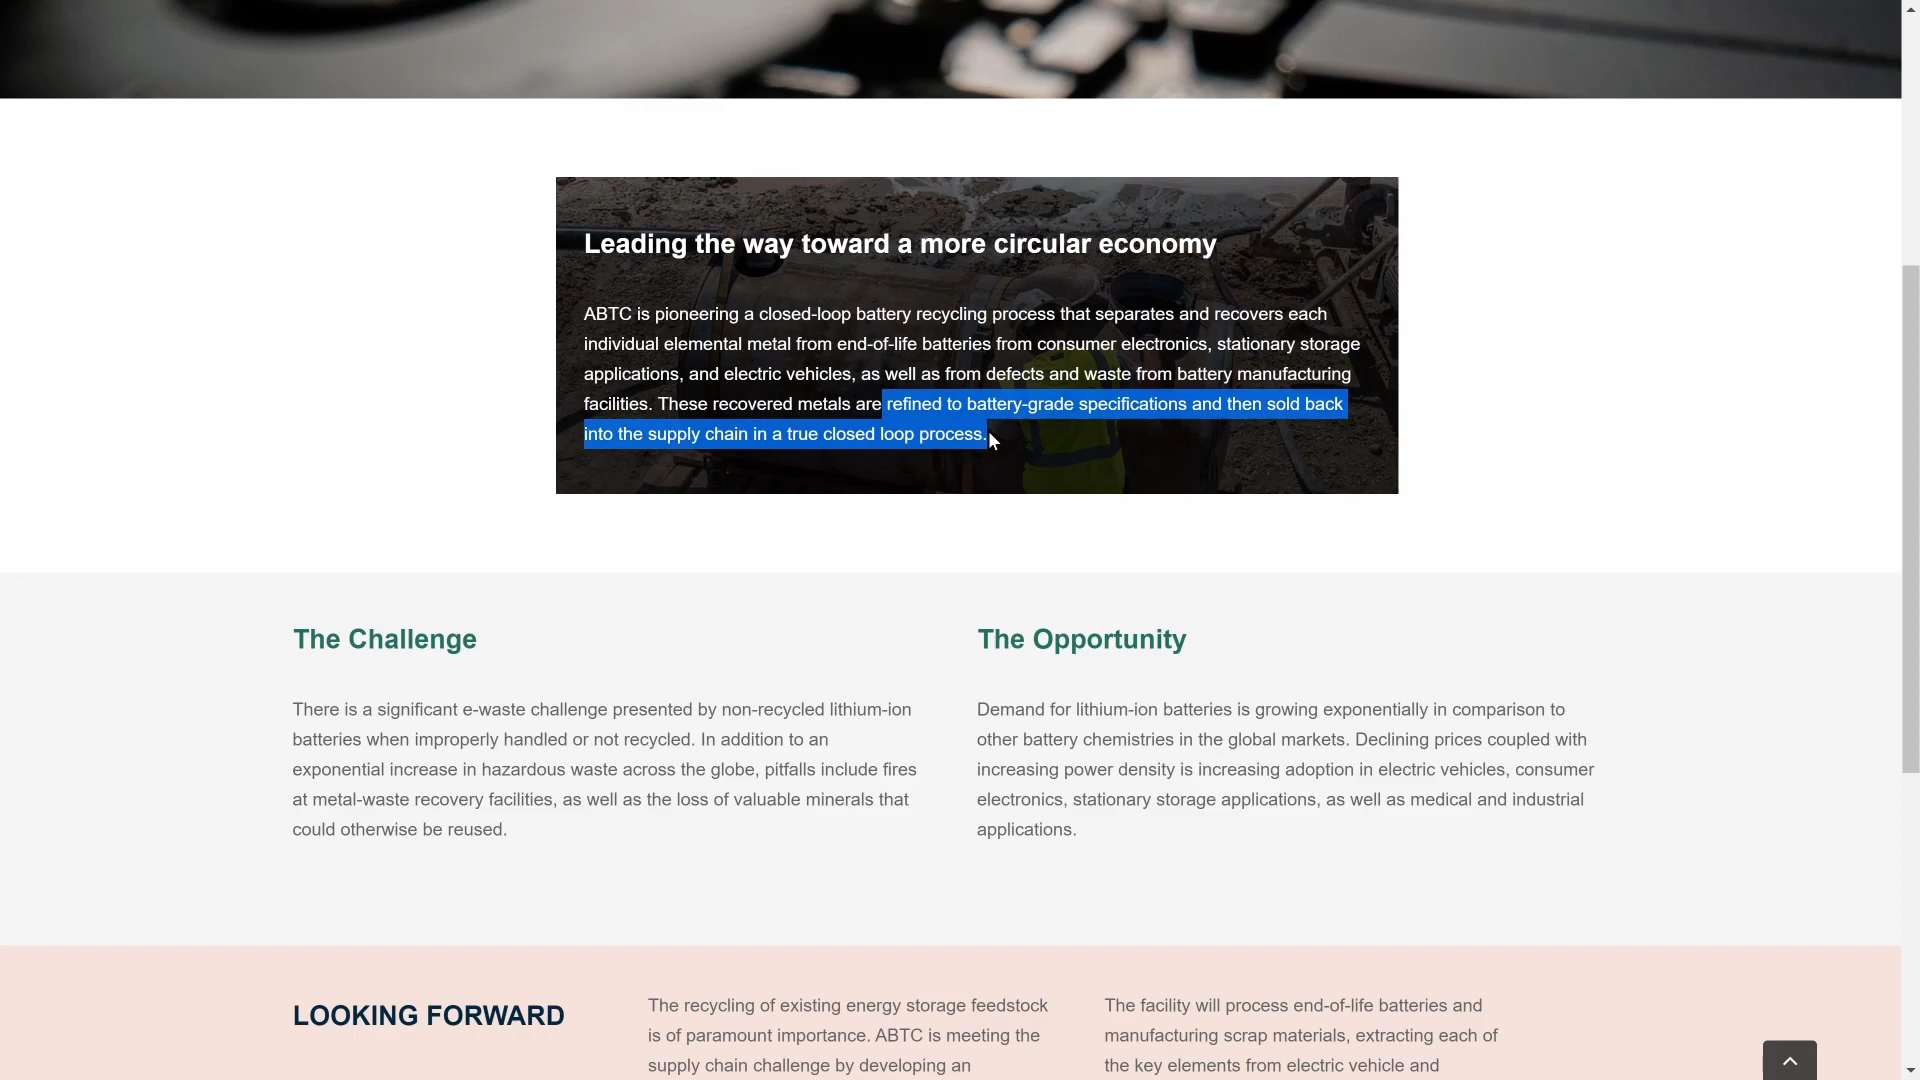 Leading the way toward a more circular economy
ABTC is pioneering a closed-loop battery recycling process that separates and recovers each
individual elemental metal from end-of-life batteries from consumer electronics, stationary storage
applications, and electric vehicles, as well as from defects and waste from battery manufacturing
facilities. These recovered metals are refined to battery-grade specifications and then sold back
into the supply chain in a true closed loop process.
The Challenge
There is a significant e-waste challenge presented by non-recycled lithium-ion
batteries when improperly handled or not recycled. In addition to an
exponential increase in hazardous waste across the globe, pitfalls include fires
at metal-waste recovery facilities, as well as the loss of valuable minerals that
could otherwise be reused.
The Opportunity
Demand for lithium-ion batteries is growing exponentially in comparison to
other battery chemistries in the global markets. Declining prices coupled with
increasing power density is increasing adoption in electric vehicles, consumer
electronics, stationary storage applications, as well as medical and industrial
applications.
LOOKING FORWARD
The recycling of existing energy storage feedstock
is of paramount importance. ABTC is meeting the
supply chain challenge by developing an
The facility will process end-of-life batteries and
manufacturing scrap materials, extracting each of
the key elements from electric vehicle and